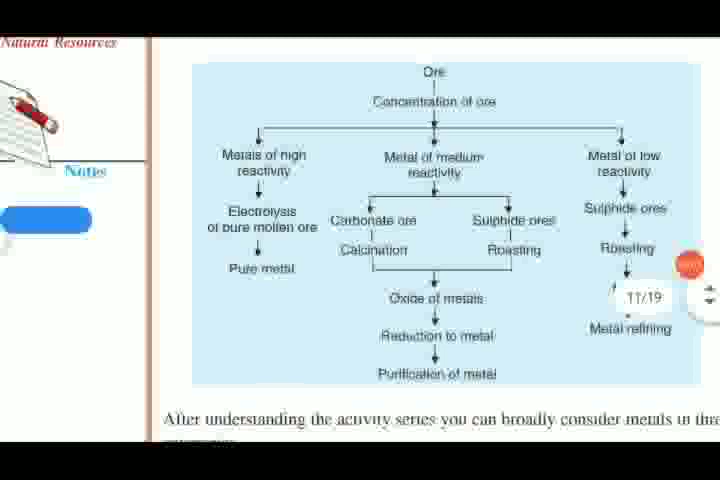 Natural Resources
Notes
Ore
Concentration of ore
Metals of high
reactivity
Metal of medium
reactivity
Metal of low
reactivity
Electrolysis
of pure molten ore
Carbonate ore
Sulphide ores
Sulphide ores
Calcination
Roasting
Roasting
Pure metal
Oxide of metals
11/19
Reduction to metal
Metal refining
Purification of metal
After understanding the activity series you can broadly consider metals in